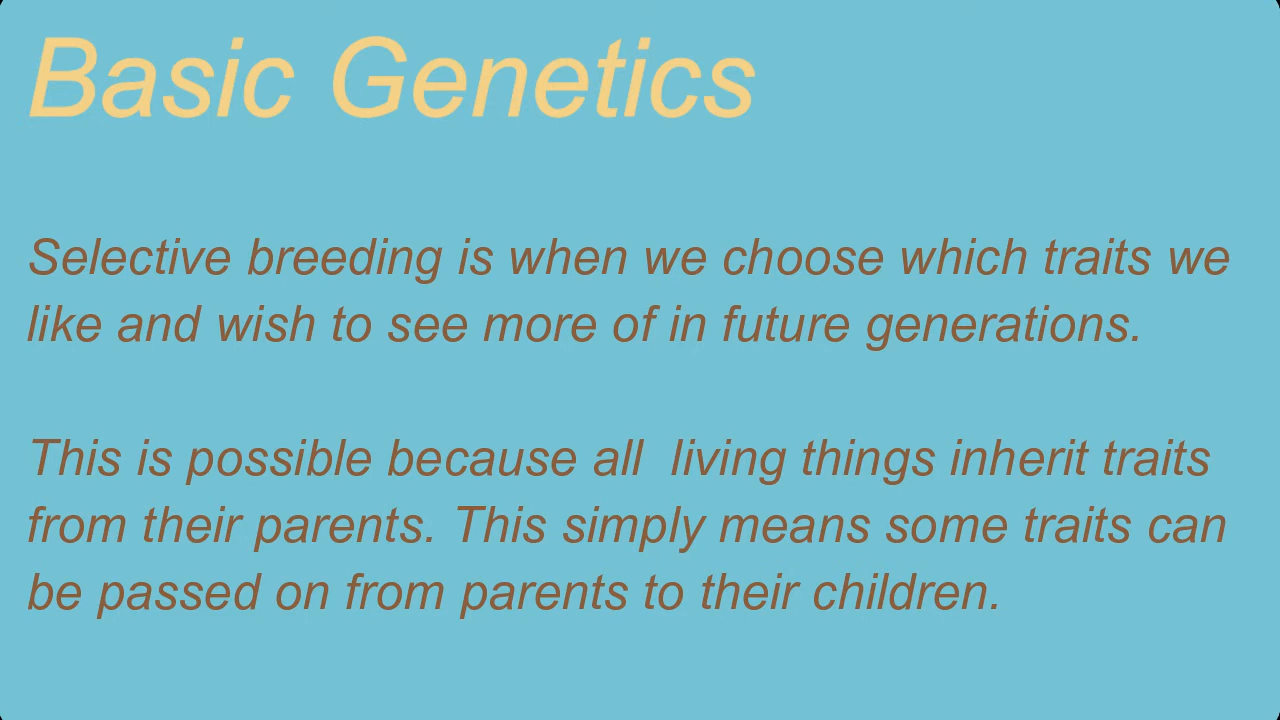 Basic Genetics
Selective breeding is when we choose which traits we
like and wish to see more of in future generations.
This is possible because all  living things inherit traits
from their parents. This simply means some traits can
be passed on from parents to their children.